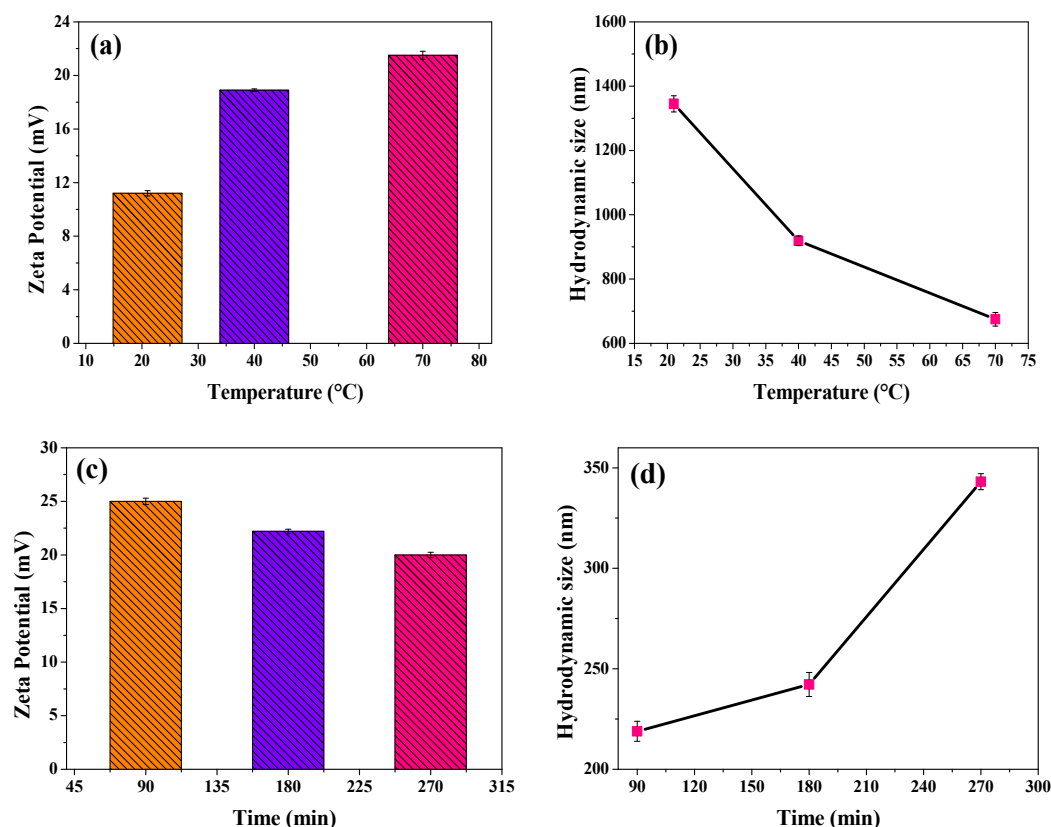 (a)
Zeta Potential (mV)
24
20
16
12
8
4
0
10 20 30 40 50 60 70 80
Temperature (°C)
(b)
Hydrodynamic size (nm)
1600
1400
1200
1000
800
600
15 20 25 30 35 40 45 50 55 60 65 70 75
Temperature (°C)
(c)
Zeta Potential (mV)
30
25
20
15
10
5
0
45 90 135 180 225 270 315
Time (min)
(d)
Hydrodynamic size (nm)
350
300
250
200
90 120 150 180 210 240 270 300
Time (min)